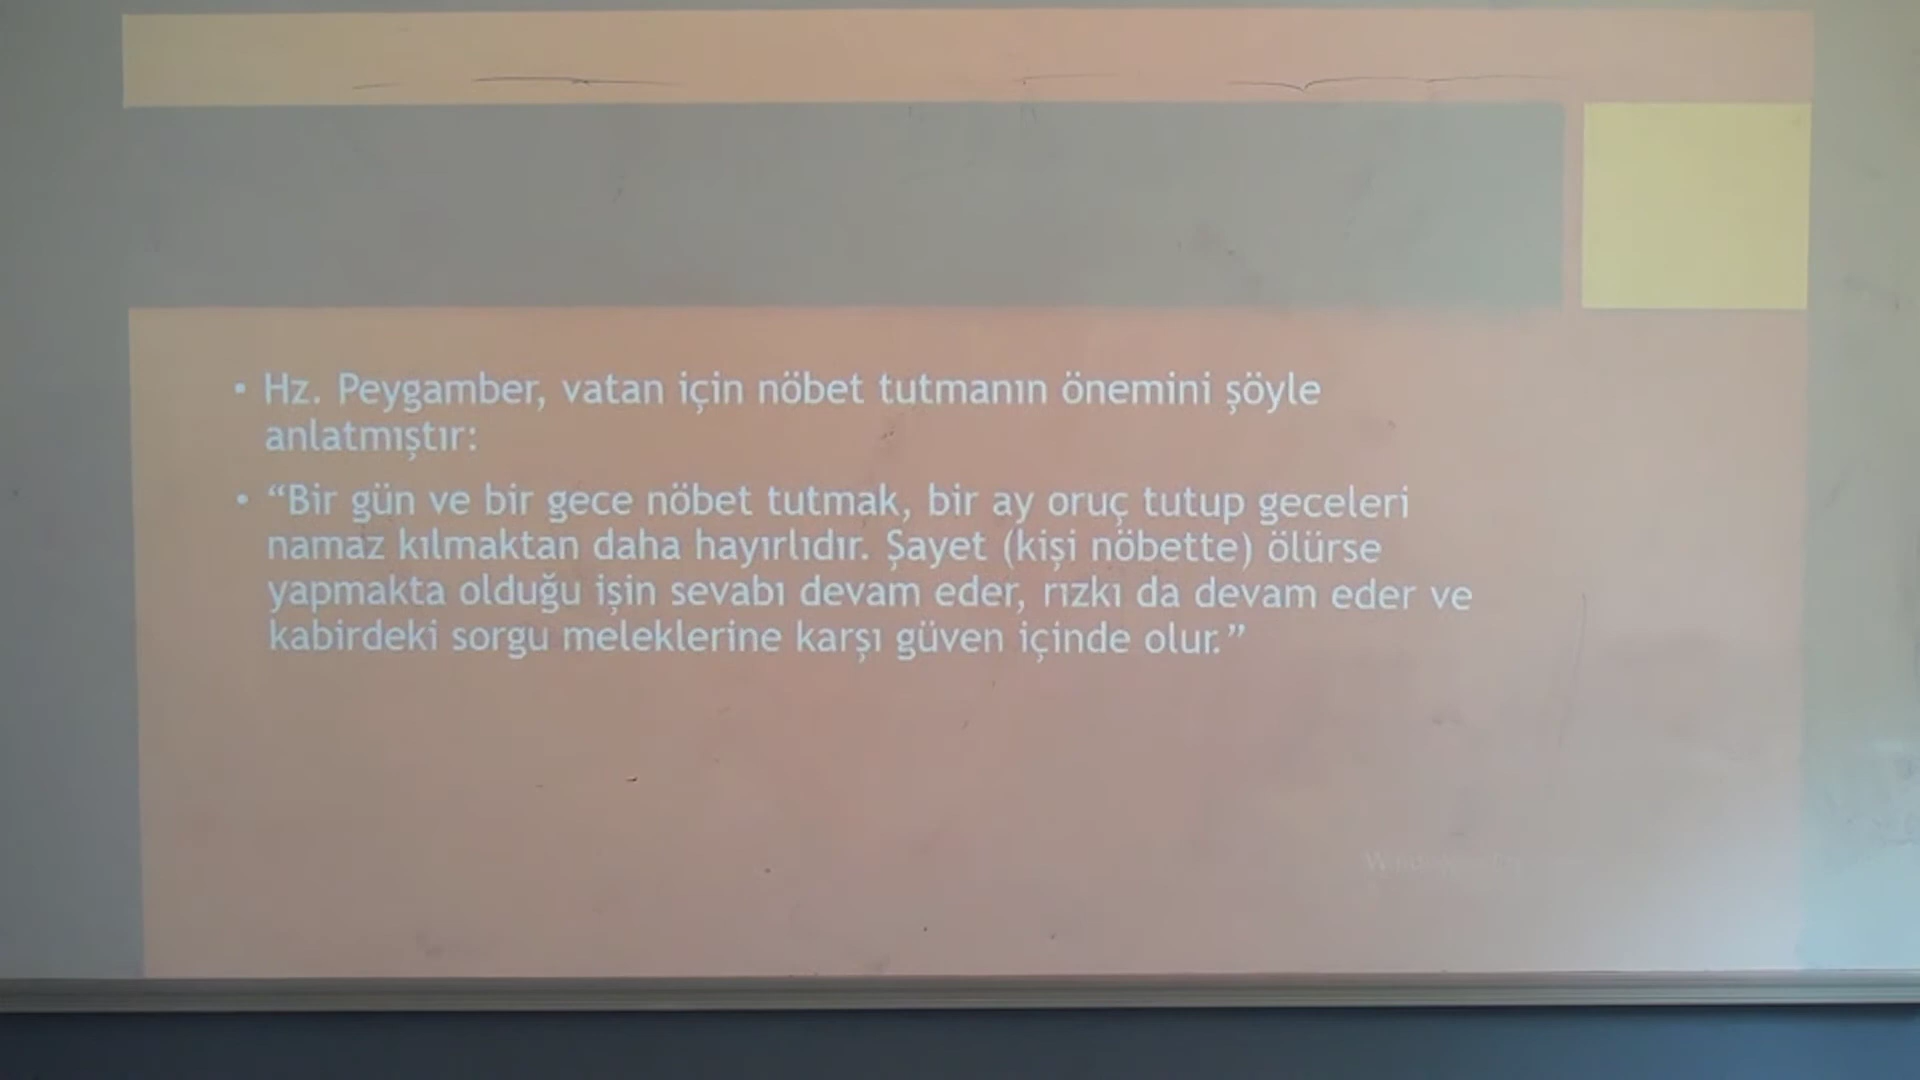 • Hz. Peygamber, vatan için nöbet tutmanın önemini şöyle
anlatmıştır:
• “Bir gün ve bir gece nöbet tutmak, bir ay oruç tutup geceleri
namaz kılmaktan daha hayırlıdır. Şayet (kişi nöbette) ölürse
yapmakta olduğu işin sevabı devam eder, rızkı da devam eder ve
kabirdeki sorgu meleklerine karşı güven içinde olur.”